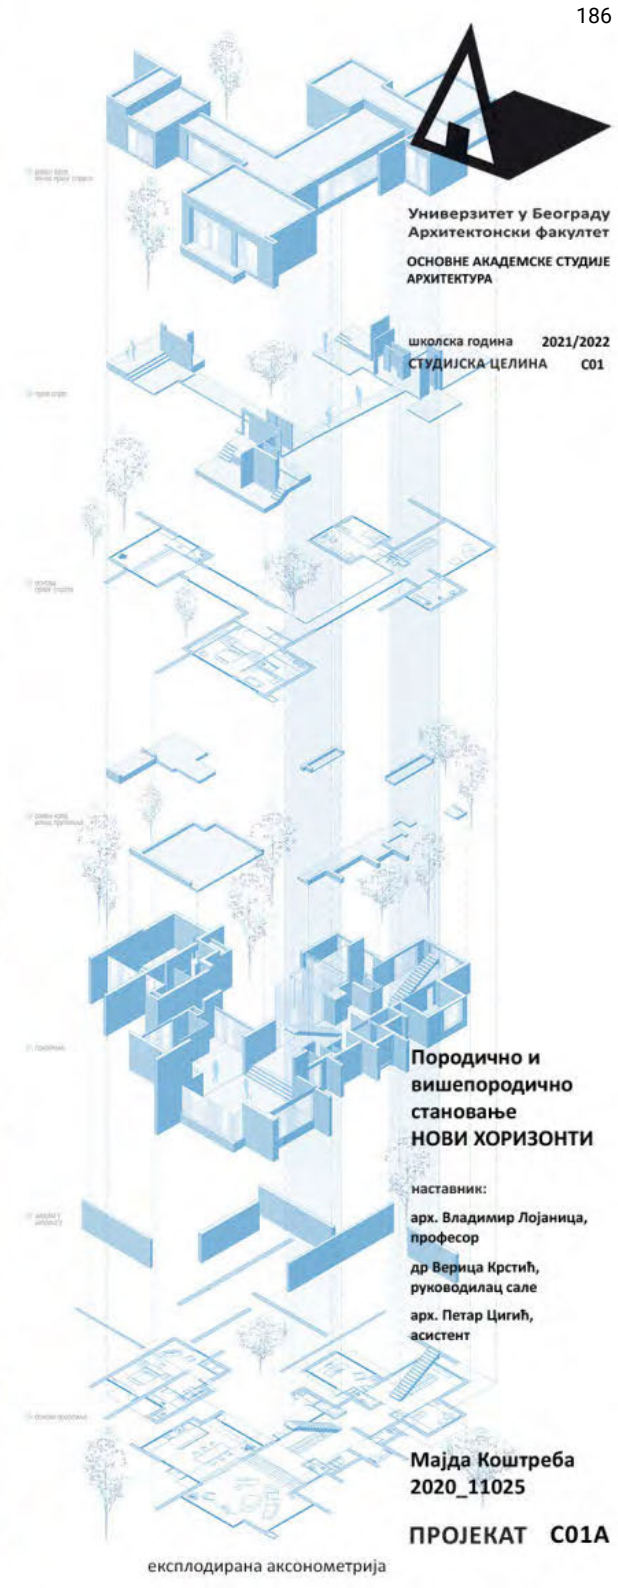 186
Универзитет у Београду
Архитектонски факултет
ОСНОВНЕ АКАДЕМСКЕ СТУДИЈЕ
АРХИТЕКТУРА
школска година 2021/2022
СТУДИЈСКА ЦЕЛИНА С01
Породично и
вишепородично
становање
НОВИ ХОРИЗОНТИ
наставник:
арх. Владимир Лојаница,
професор
др Верица Крстић,
руководилац сале
арх. Петар Цигић,
асистент
Мајда Коштреба
2020_11025
ПРОЈЕКАТ С01А
експлодирана аксонометрија